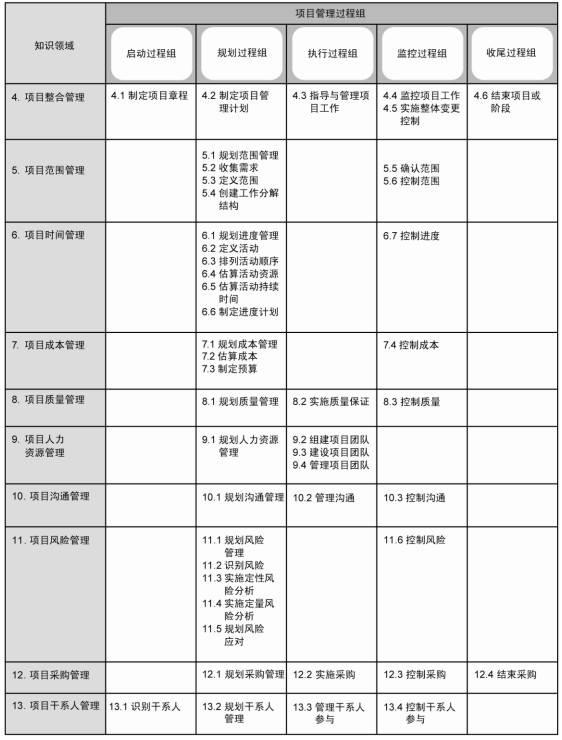 项目管理过程组
知识领域
启动过程组
规划过程组
执行过程组
监控过程组
收尾过程组
4. 项目整合管理
4.1 制定项目章程
4.2 制定项目管
理计划
4.3 指导与管理项
目工作
4.4 监控项目工作
4.5 实施整体变更
控制
4.6 结束项目或
阶段
5. 项目范围管理
5.1 规划范围管理
5.2 收集需求
5.3 定义范围
5.4 创建工作分解
结构
5.5 确认范围
5.6 控制范围
6. 项目时间管理
6.1 规划进度管理
6.2 定义活动
6.3 排列活动顺序
6.4 估算活动资源
6.5 估算活动持续
时间
6.6 制定进度计划
6.7 控制进度
7. 项目成本管理
7.1 规划成本管理
7.2 估算成本
7.3 制定预算
7.4 控制成本
8. 项目质量管理
8.1 规划质量管理
8.2 实施质量保证
8.3 控制质量
9. 项目人力
资源管理
9.1 规划人力资源
管理
9.2 组建项目团队
9.3 建设项目团队
9.4 管理项目团队
10. 项目沟通管理
10.1 规划沟通管理
10.2 管理沟通
10.3 控制沟通
11. 项目风险管理
11.1 规划风险
管理
11.2 识别风险
11.3 实施定性风
险分析
11.4 实施定量风
险分析
11.5 规划风险
应对
11.6 控制风险
12. 项目采购管理
12.1 规划采购管理
12.2 实施采购
12.3 控制采购
12.4 结束采购
13. 项目干系人管理
13.1 识别干系人
13.2 规划干系人
管理
13.3 管理干系人
参与
13.4 控制干系人
参与